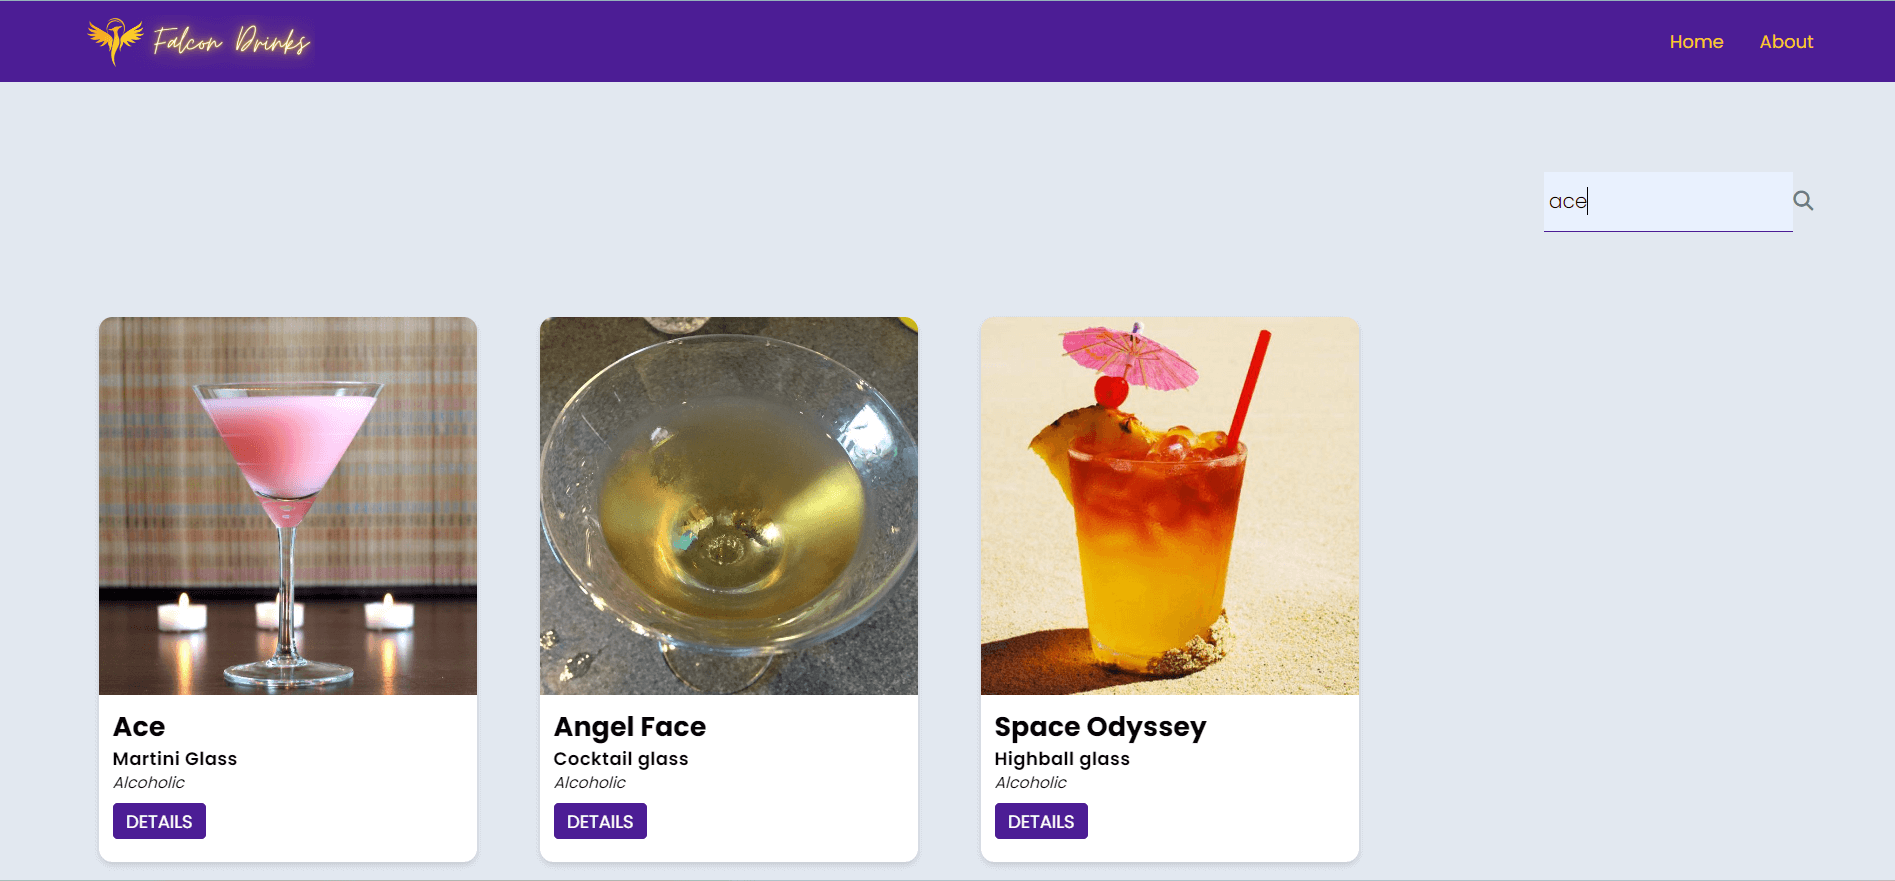 Falcon Drinks
Home About
ace
Ace
Martini Glass
Alcoholic
DETAILS
Angel Face
Cocktail glass
Alcoholic
DETAILS
Space Odyssey
Highball glass
Alcoholic
DETAILS